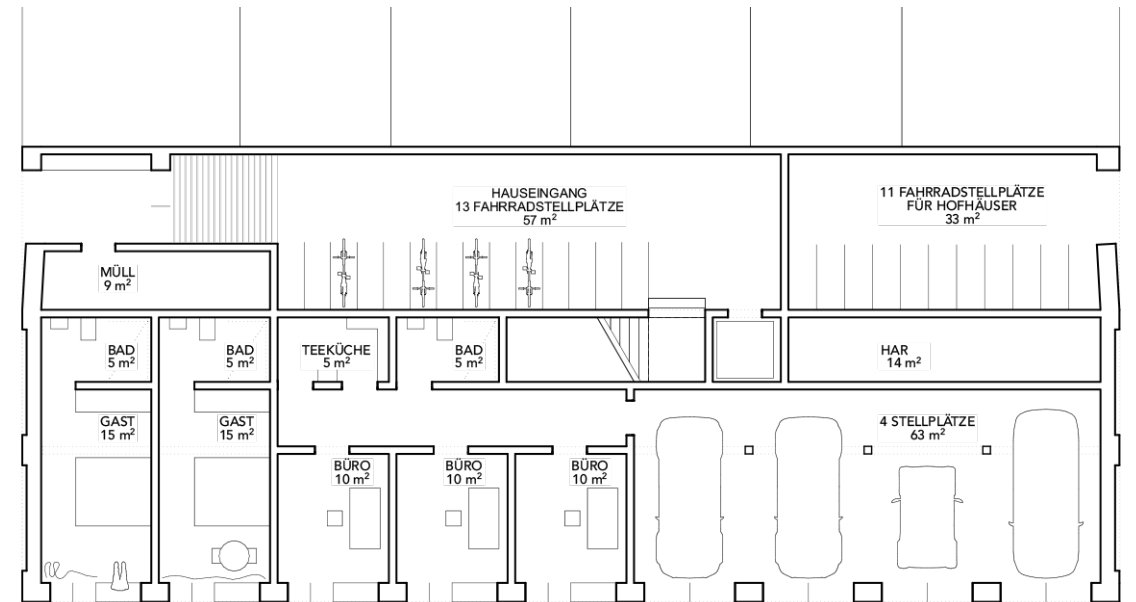 HAUSEINGANG
13 FAHRRADSTELLPLÄTZE
57 m²
11 FAHRRADSTELLPLÄTZE
FÜR HOFHÄUSER
33 m²
MÜLL
9 m²
BAD
5 m²
BAD
5 m²
TEEKÜCHE
5 m²
BAD
5 m²
HAR
14 m²
GAST
15 m²
GAST
15 m²
4 STELLPLÄTZE
63 m²
BÜRO
10 m²
BÜRO
10 m²
BÜRO
10 m²